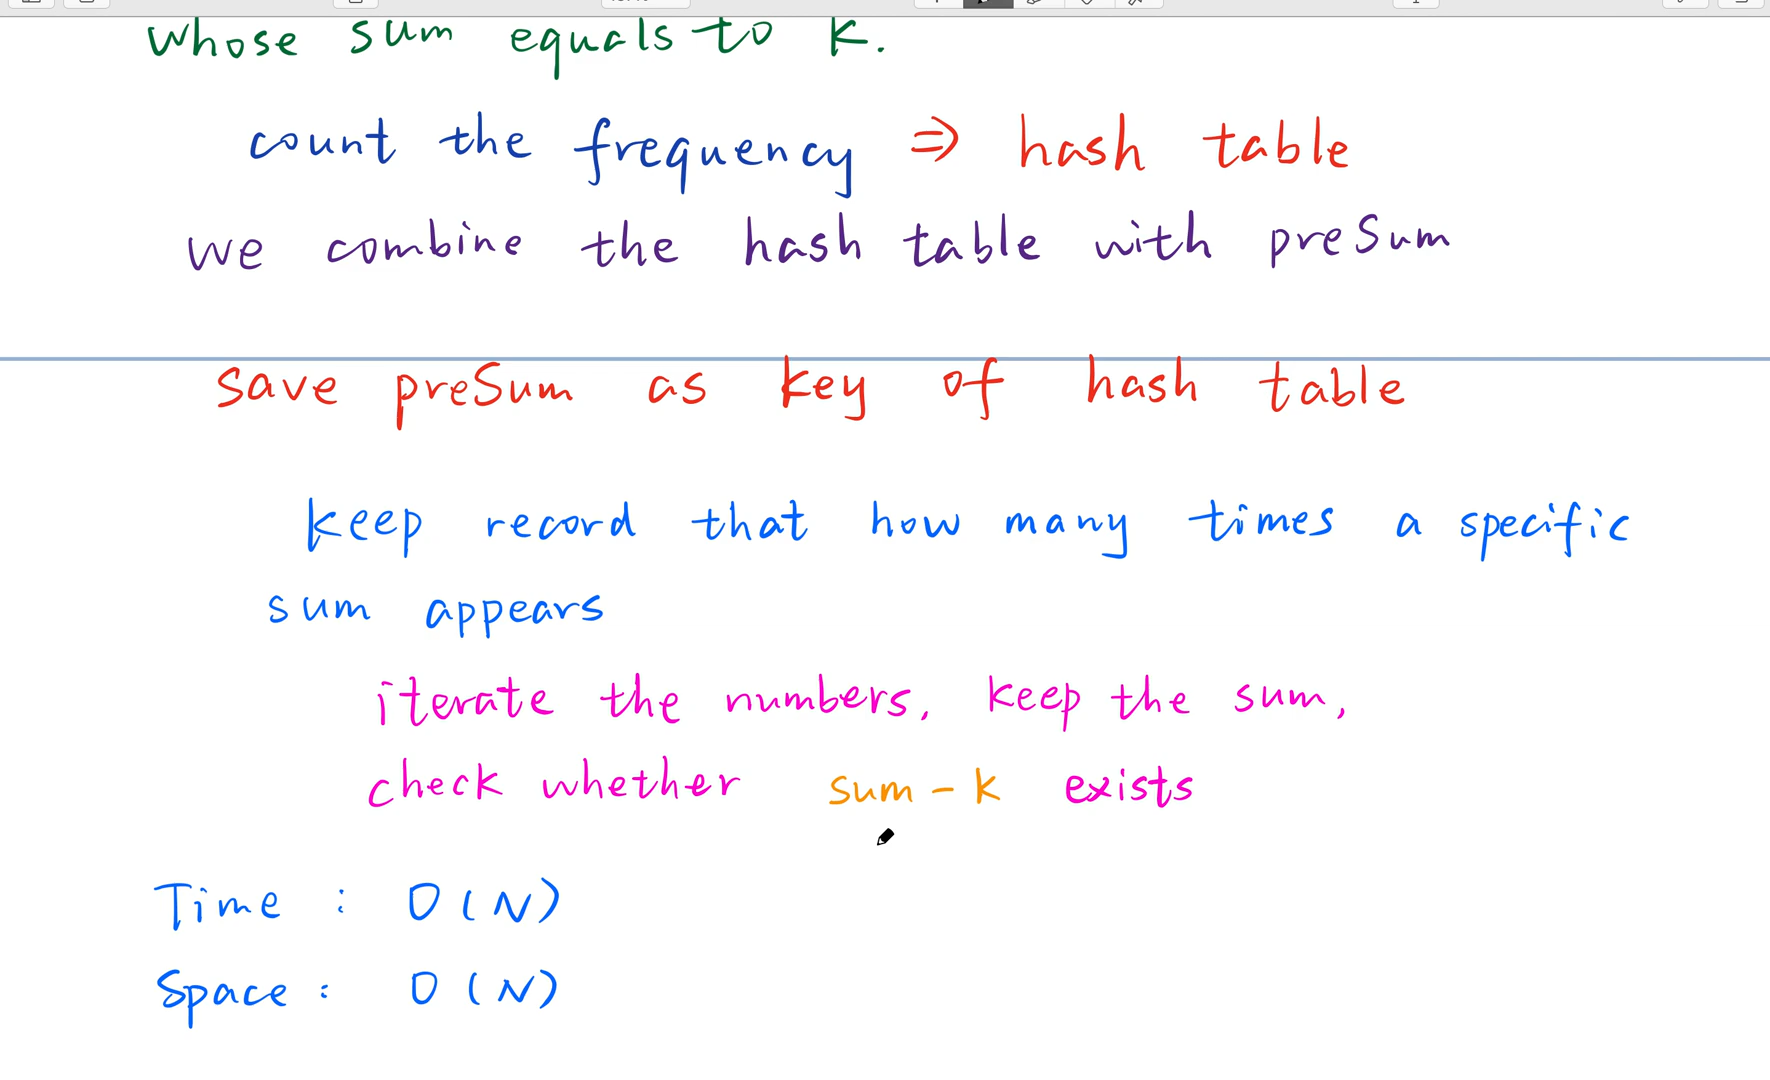 whose sum equals to k.
count the frequency => hash table
we combine the hash table with preSum
save preSum as key of hash table
keep record that how many times a specific
sum appears
iterate the numbers. keep the sum,
check whether sum - k exists
Time : O(N)
Space : O(N)